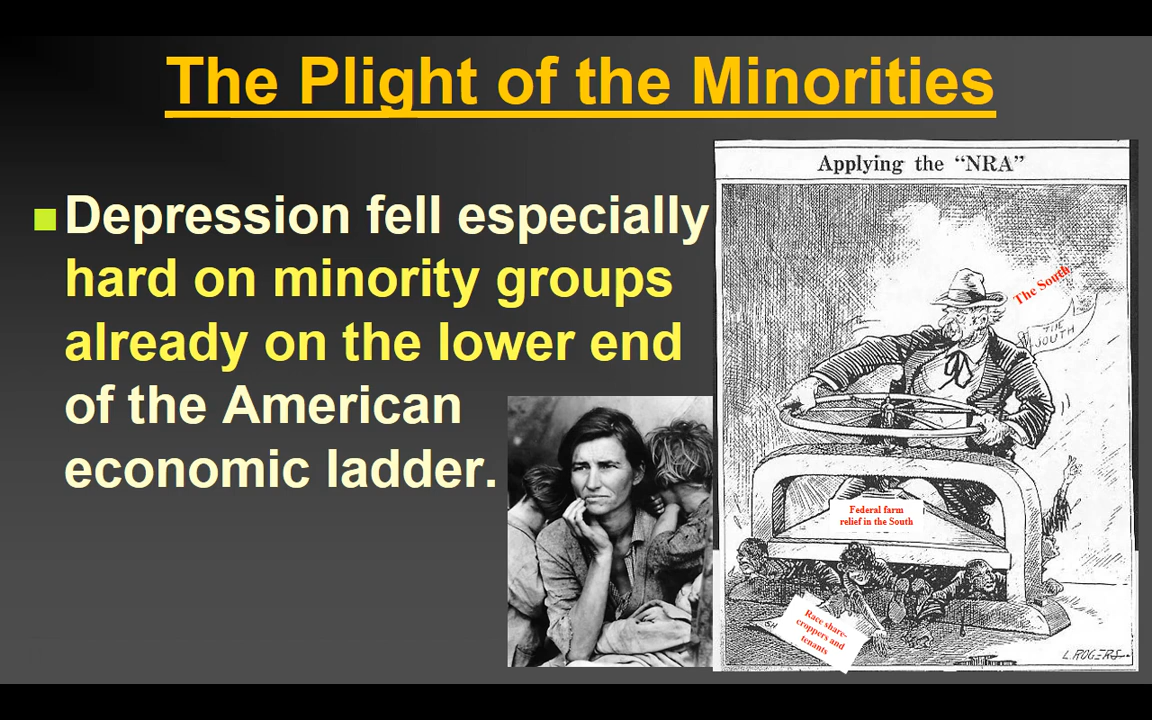 The Plight of the Minorities
Depression fell especially
hard on minority groups
already on the lower end
of the American
economic ladder.
Applying the “NRA”
The South
THE
SOUTH
Federal farm
relief in the South
Race share-
croppers and
tenants
L. ROGERS